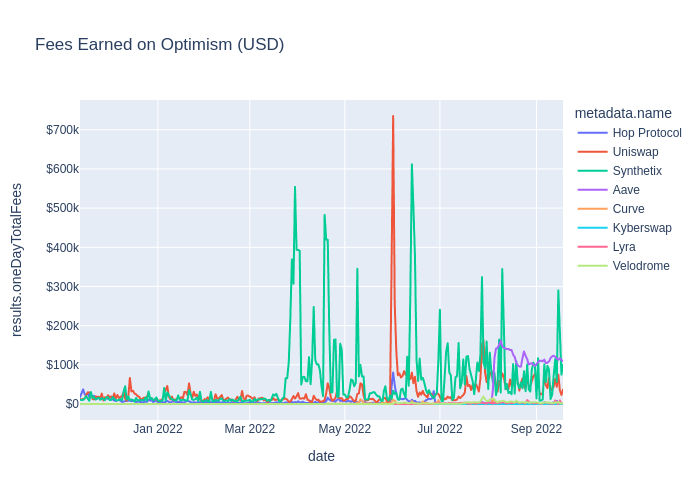 Fees Earned on Optimism (USD)
metadata.name
Hop Protocol
Uniswap
Synthetix
Aave
Curve
Kyberswap
Lyra
Velodrome
results.oneDayTotalFees
$700k
$600k
$500k
$400k
$300k
$200k
$100k
$0
Jan 2022
Mar 2022
May 2022
Jul 2022
Sep 2022
date